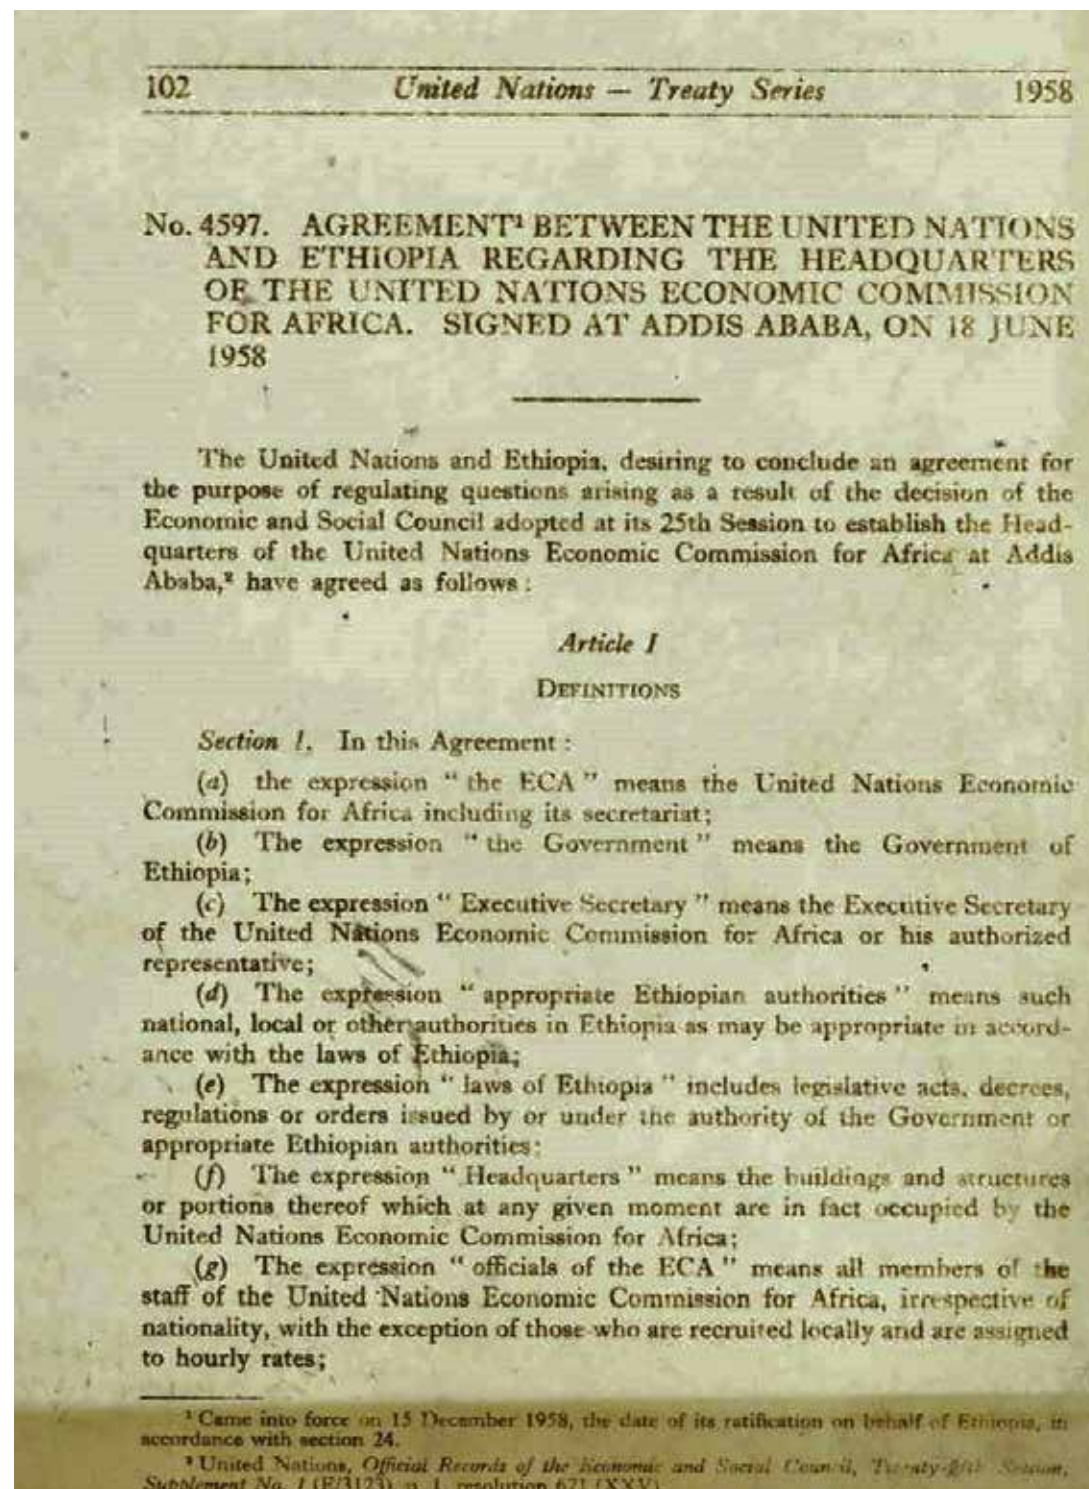 102 United Nations — Treaty Series 1958
No. 4597. AGREEMENT¹ BETWEEN THE UNITED NATIONS
AND ETHIOPIA REGARDING THE HEADQUARTERS
OF THE UNITED NATIONS ECONOMIC COMMISSION
FOR AFRICA. SIGNED AT ADDIS ABABA, ON 18 JUNE
1958
The United Nations and Ethiopia, desiring to conclude an agreement for
the purpose of regulating questions arising as a result of the decision of the
Economic and Social Council adopted at its 25th Session to establish the Head-
quarters of the United Nations Economic Commission for Africa at Addis
Ababa,² have agreed as follows :
Article I
DEFINITIONS
Section 1. In this Agreement :
(a) the expression “ the ECA ” means the United Nations Economic
Commission for Africa including its secretariat;
(b) The expression “ the Government ” means the Government of
Ethiopia;
(c) The expression “ Executive Secretary ” means the Executive Secretary
of the United Nations Economic Commission for Africa or his authorized
representative;
(d) The expression “ appropriate Ethiopian authorities ” means such
national, local or other authorities in Ethiopia as may be appropriate in accord-
ance with the laws of Ethiopia;
(e) The expression “ laws of Ethiopia ” includes legislative acts, decrees,
regulations or orders issued by or under the authority of the Government or
appropriate Ethiopian authorities;
(f) The expression “ Headquarters ” means the buildings and structures
or portions thereof which at any given moment are in fact occupied by the
United Nations Economic Commission for Africa;
(g) The expression “ officials of the ECA ” means all members of the
staff of the United Nations Economic Commission for Africa, irrespective of
nationality, with the exception of those who are recruited locally and are assigned
to hourly rates;
¹ Came into force on 15 December 1958, the date of its ratification on behalf of Ethiopia, in
accordance with section 24.
² United Nations, Official Records of the Economic and Social Council, Twenty-fifth Session,
Supplement No. 1 (E/3123), p. 1, resolution 671 (XXV).